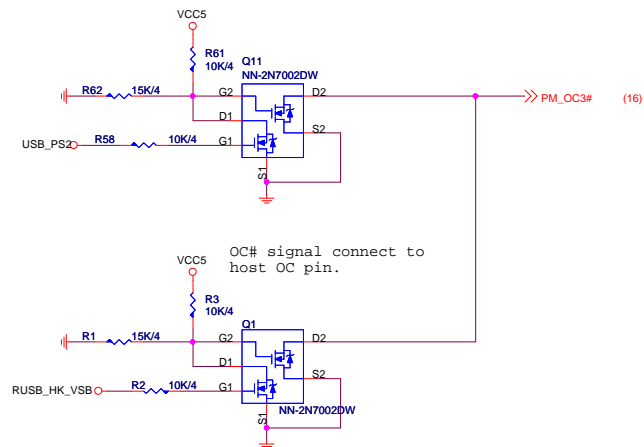 VCC5
R61
10K/4
Q11
NN-2N7002DW
R62
15K/4
G2
D2
PM_OC3#
(16)
D1
S2
USB_PS2
R58
10K/4
G1
S1
OC# signal connect to
host OC pin.
VCC5
R3
10K/4
Q1
R1
15K/4
G2
D2
D1
S2
RUSB_HK_VSB
R2
10K/4
G1
S1
NN-2N7002DW